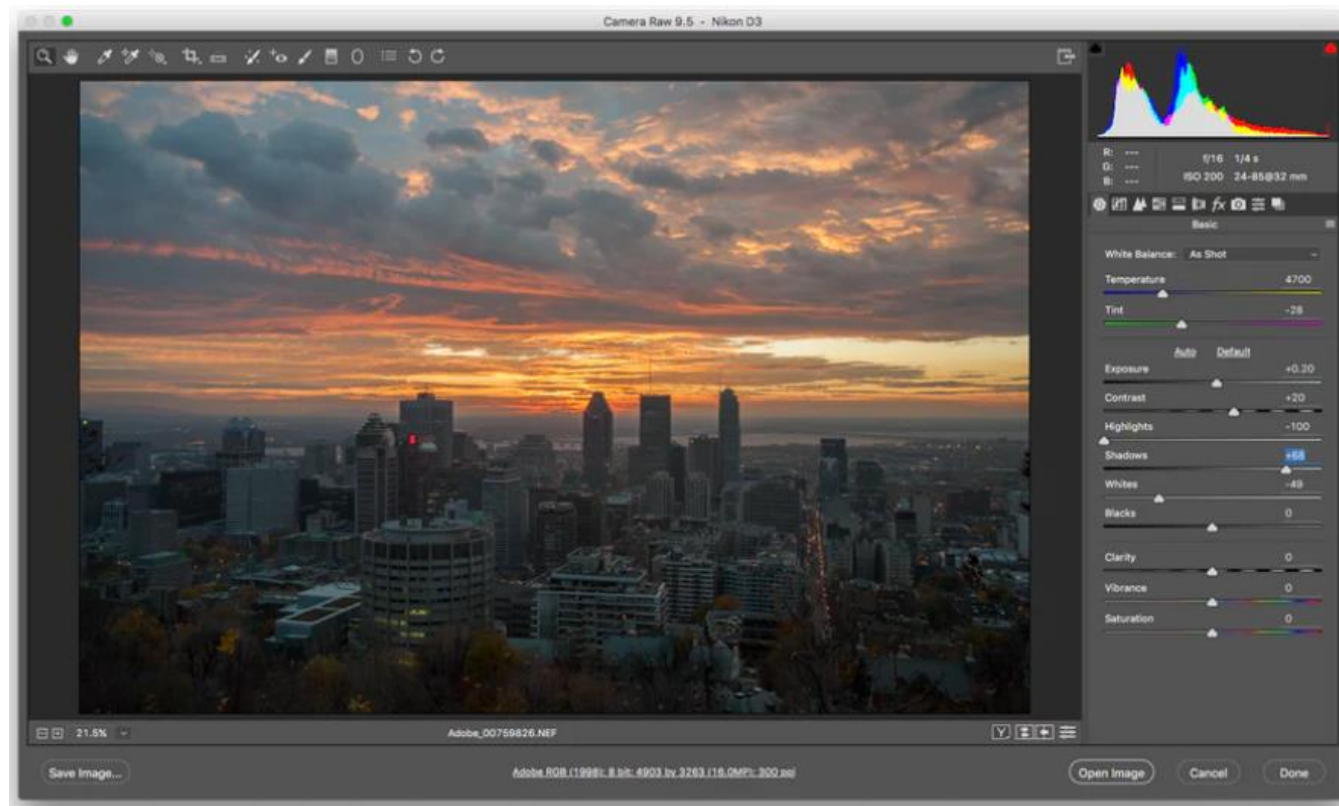 Camera Raw 9.5 - Nikon D3
R: ---
G: ---
B: ---
f/16 1/4 s
ISO 200 24-85@32 mm
fx
Basic
White Balance: As Shot
Temperature 4700
Tint -28
Auto Default
Exposure +0.20
Contrast +20
Highlights -100
Shadows +68
Whites -49
Blacks 0
Clarity 0
Vibrance 0
Saturation 0
21.5%
Adobe_00759826.NEF
Y
Save Image...
Adobe RGB (1998); 8 bit; 4903 by 3263 (16.0MP); 300 ppi
Open Image
Cancel
Done